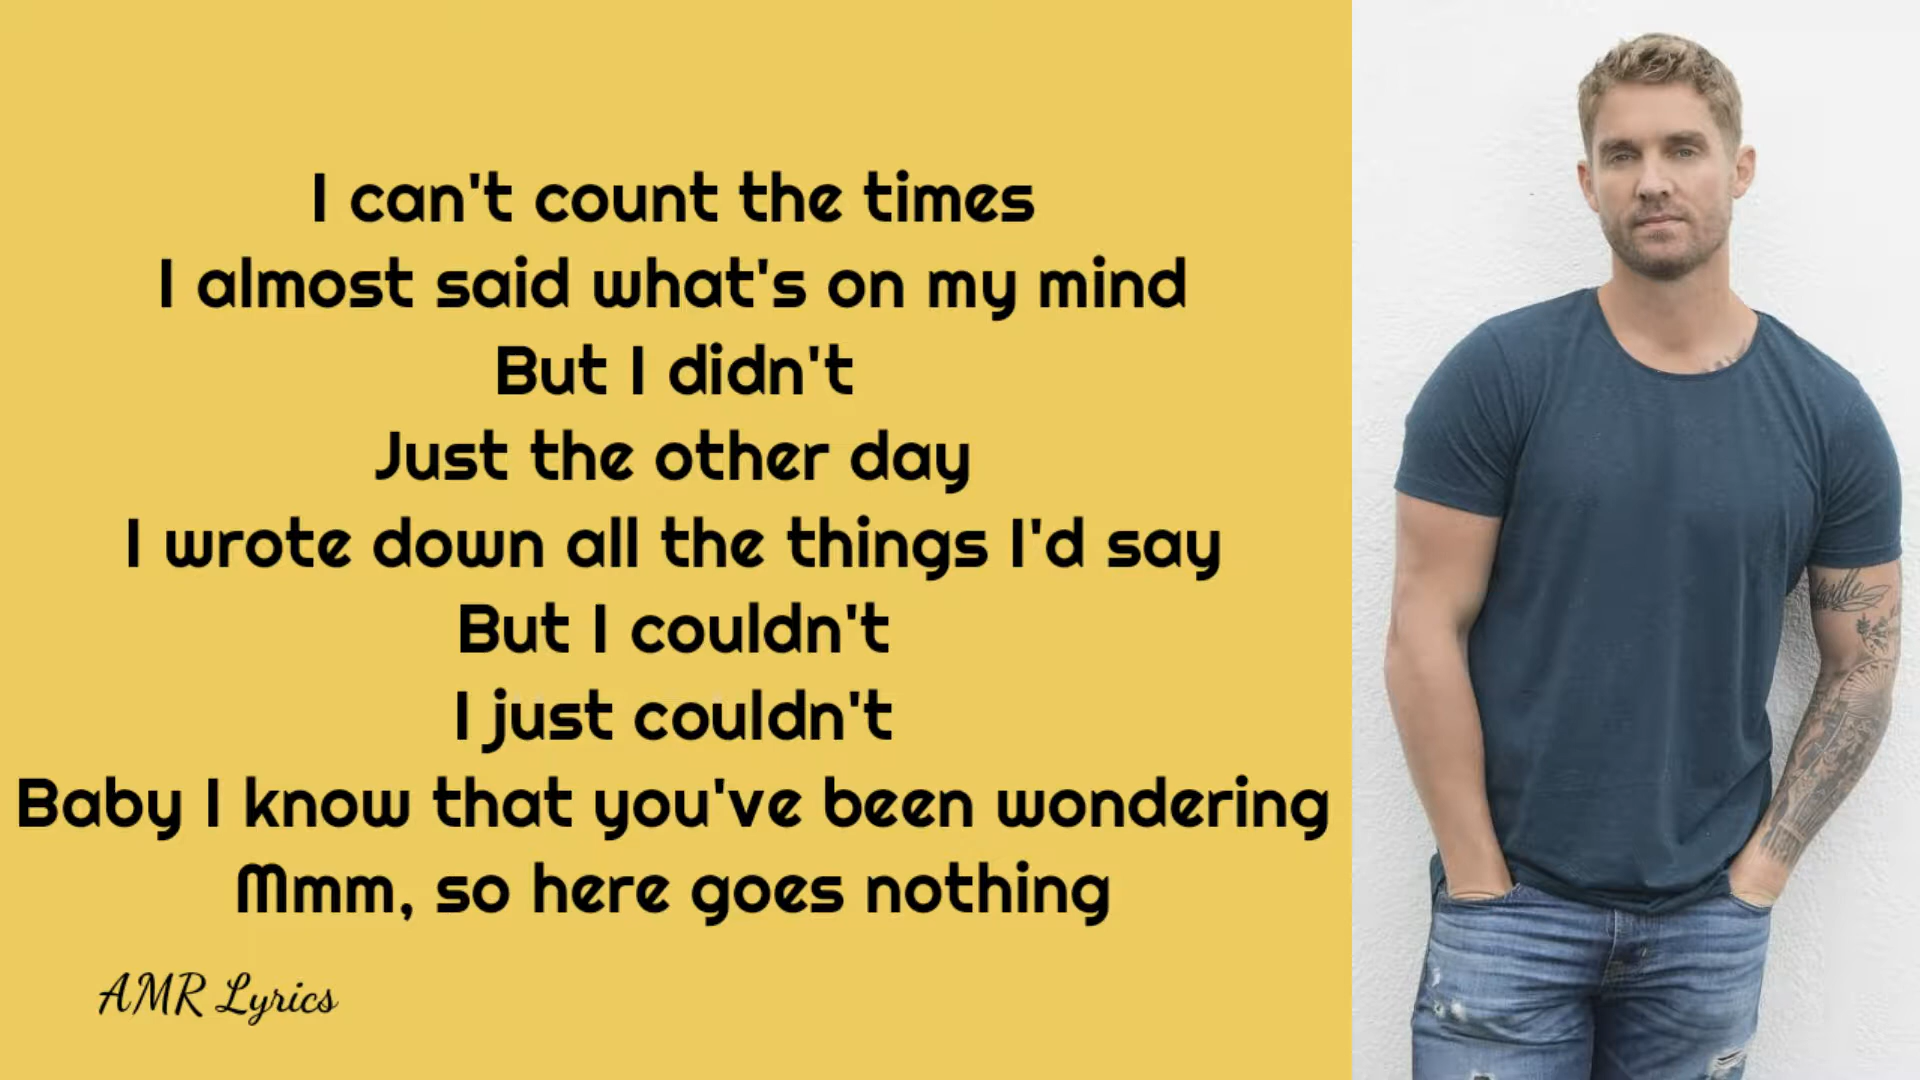 I can't count the times
I almost said what's on my mind
But I didn't
Just the other day
I wrote down all the things I'd say
But I couldn't
I just couldn't
Baby I know that you've been wondering
Mmm, so here goes nothing
AMR Lyrics